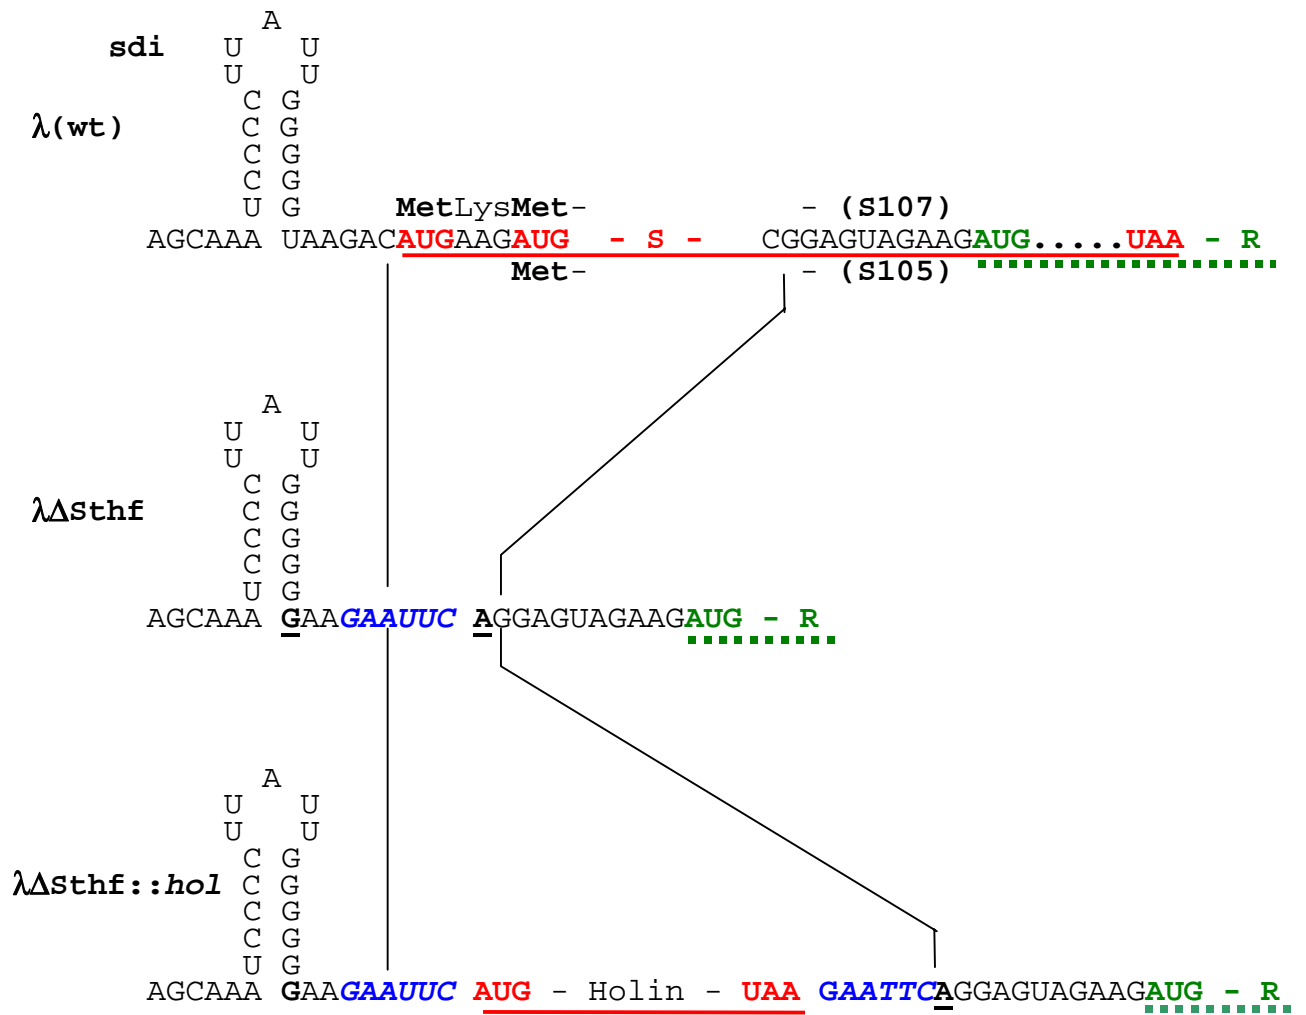 A
sdi U U
U U
C G
λ(wt) C G
C G
C G
U G MetLysMet- - (S107)
AGCAAA UAAGACAUGAAGAUG - S - CGGAGUAGAAGAUG.....UAA - R
Met- - (S105)
A
U U
U U
C G
λΔSthf C G
C G
C G
U G
AGCAAA GAAGAAUUC AGGAGUAGAAGAUG - R
A
U U
U U
C G
λΔSthf::hol C G
C G
C G
U G
AGCAAA GAAGAAUUC AUG - Holin - UAA GAATTCAGGAGUAGAAGAUG - R